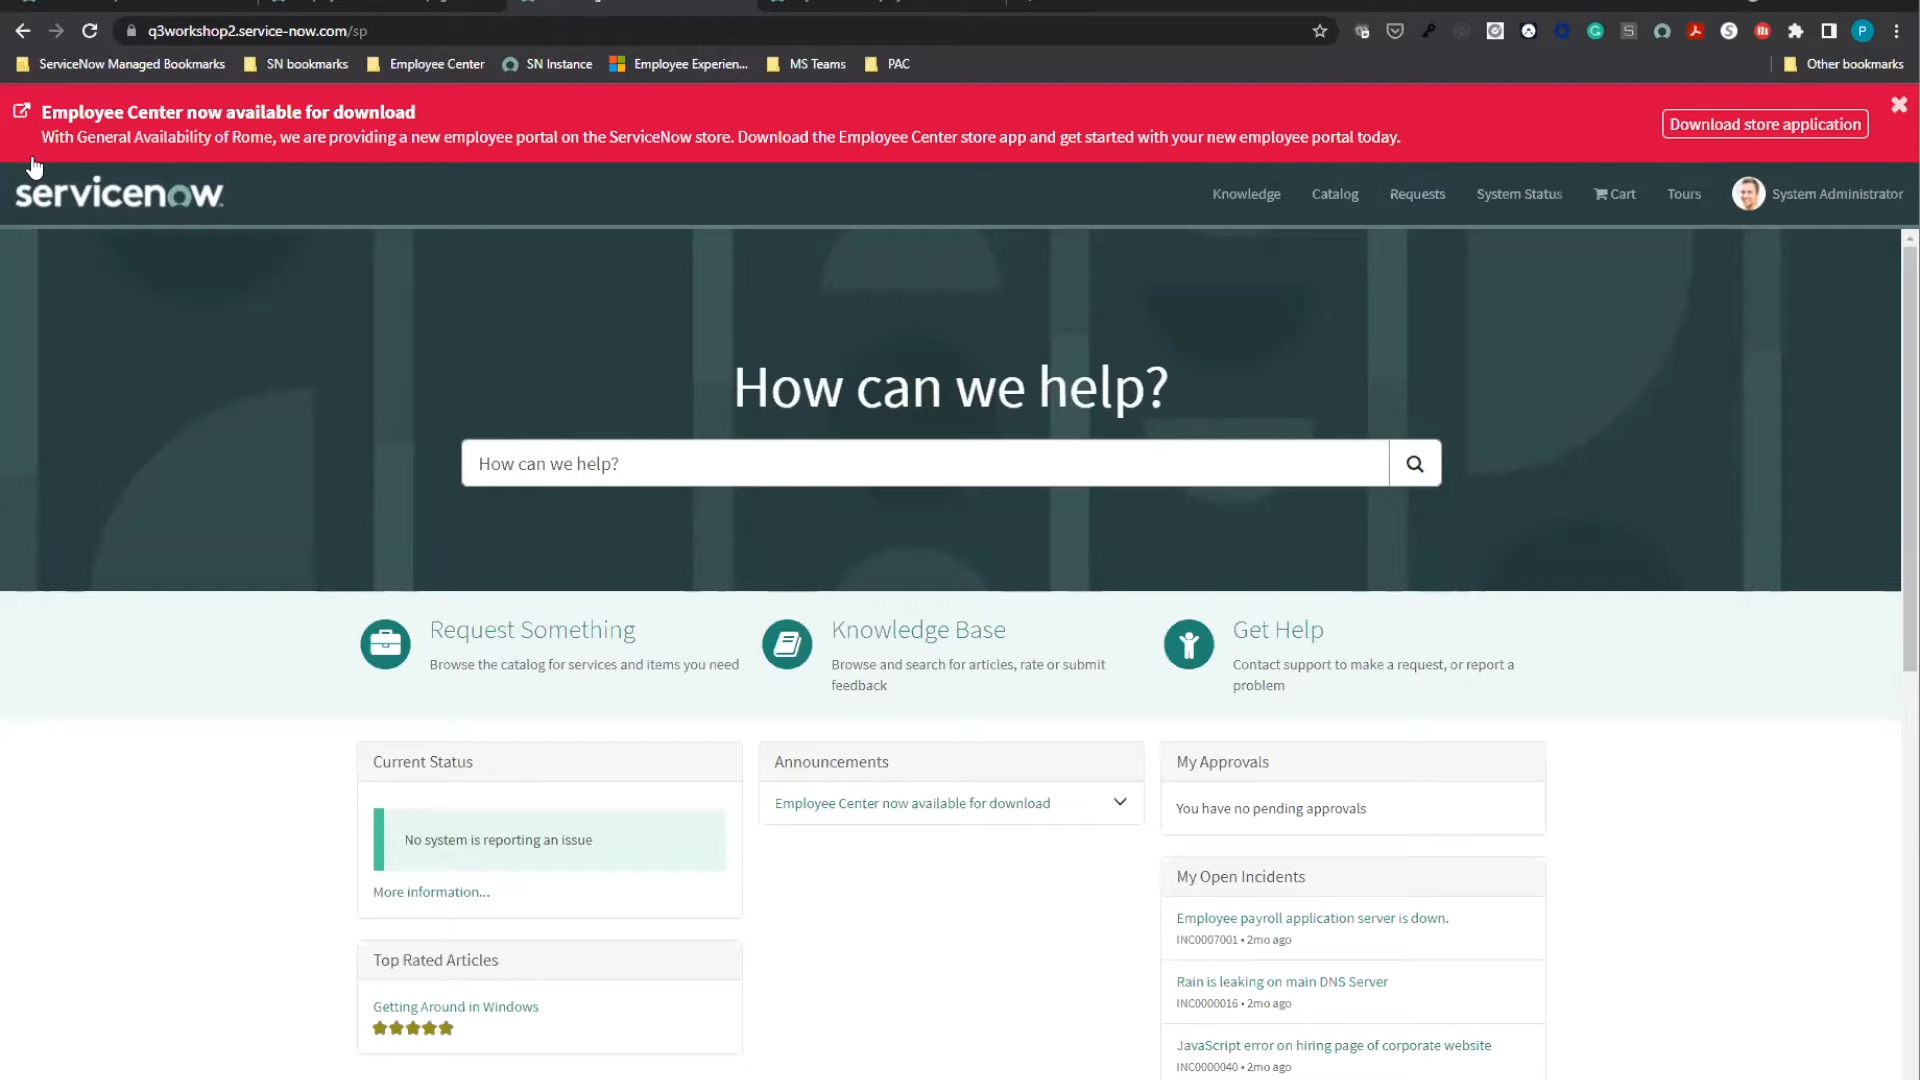 q3workshop2.service-now.com/sp
ServiceNow Managed Bookmarks
SN bookmarks
Employee Center
SN Instance
Employee Experien...
MS Teams
PAC
Other bookmarks
Employee Center now available for download
With General Availability of Rome, we are providing a new employee portal on the ServiceNow store. Download the Employee Center store app and get started with your new employee portal today.
Download store application
servicenow
Knowledge
Catalog
Requests
System Status
Cart
Tours
System Administrator
How can we help?
How can we help?
Request Something
Browse the catalog for services and items you need
Knowledge Base
Browse and search for articles, rate or submit
feedback
Get Help
Contact support to make a request, or report a
problem
Current Status
No system is reporting an issue
More information...
Top Rated Articles
Getting Around in Windows
Announcements
Employee Center now available for download
My Approvals
You have no pending approvals
My Open Incidents
Employee payroll application server is down.
INC0007001 • 2mo ago
Rain is leaking on main DNS Server
INC0000016 • 2mo ago
JavaScript error on hiring page of corporate website
INC0000040 • 2mo ago